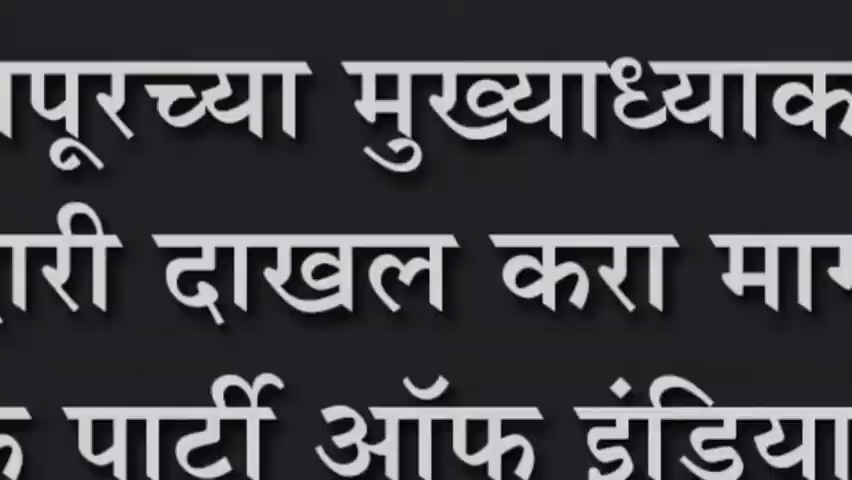 पूरच्या मुख्याध्याक
ारी दाखल करा माग
पार्टी ऑफ इंडिया